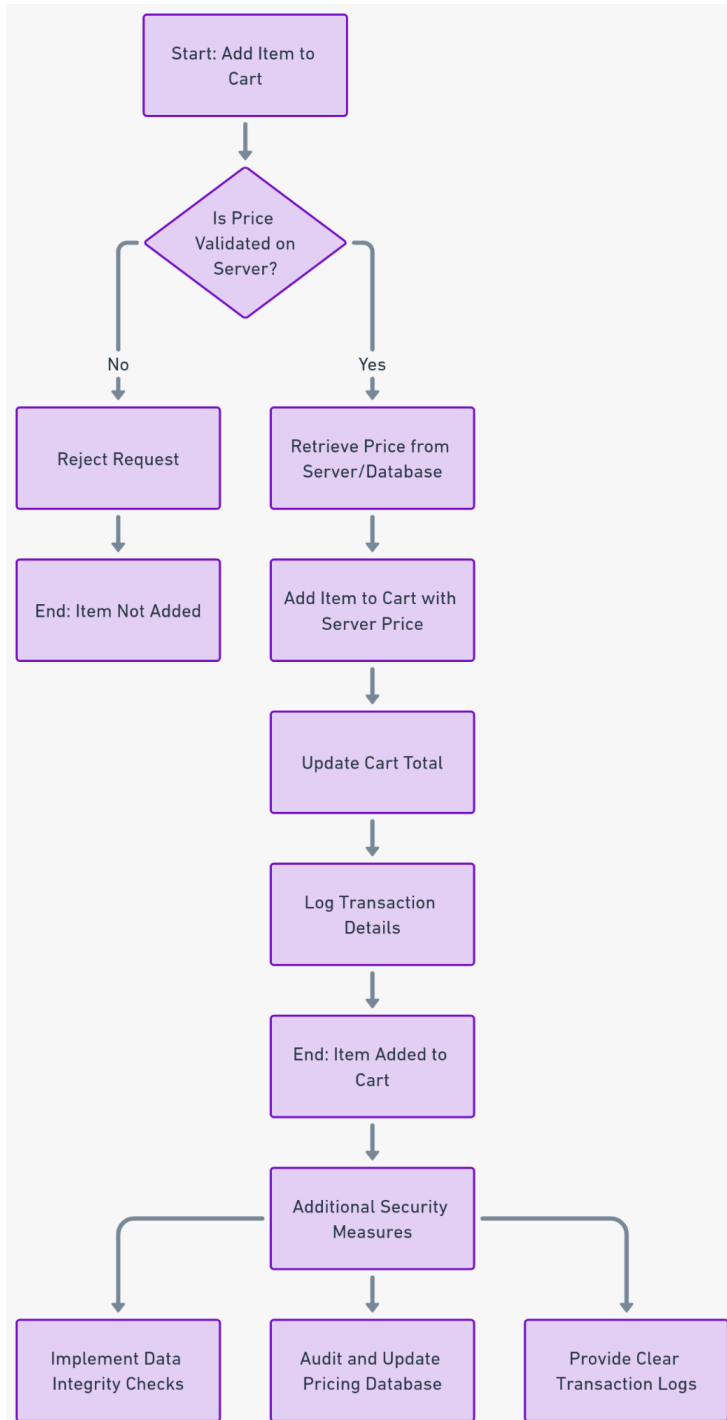 Start: Add Item to
Cart
Is Price
Validated on
Server?
No
Yes
Reject Request
Retrieve Price from
Server/Database
End: Item Not Added
Add Item to Cart with
Server Price
Update Cart Total
Log Transaction
Details
End: Item Added to
Cart
Additional Security
Measures
Implement Data
Integrity Checks
Audit and Update
Pricing Database
Provide Clear
Transaction Logs